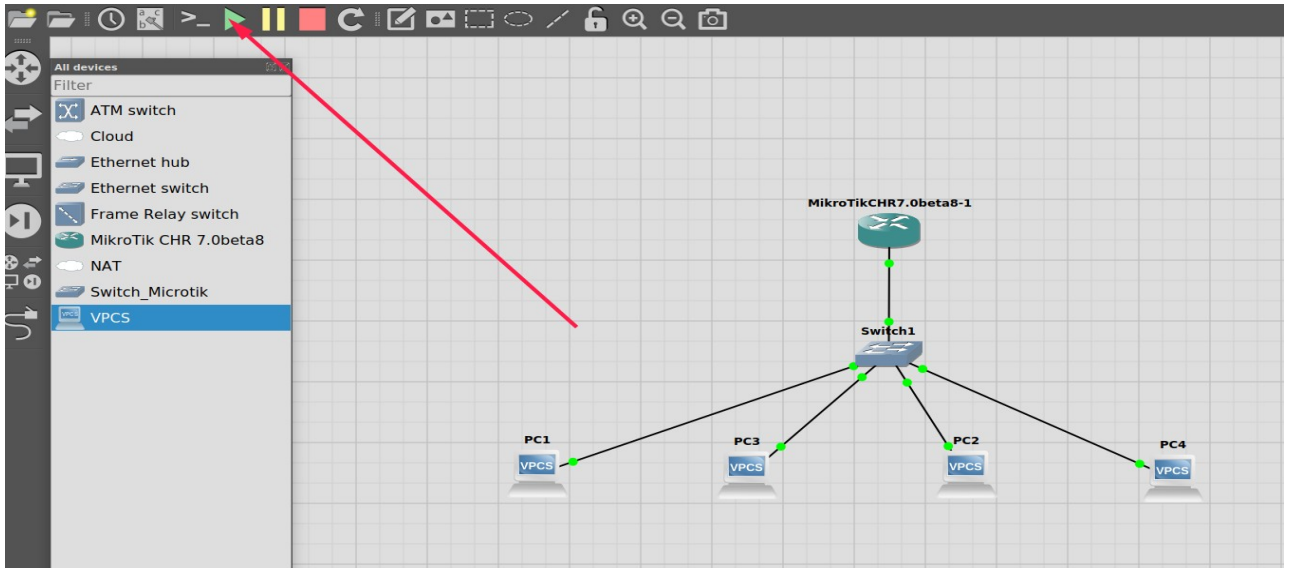 All devices
Filter
ATM switch
Cloud
Ethernet hub
Ethernet switch
Frame Relay switch
MikroTik CHR 7.0beta8
NAT
Switch_Microtik
VPCS
MikroTikCHR7.0beta8-1
Switch1
PC1
PC3
PC2
PC4
VPCS
VPCS
VPCS
VPCS